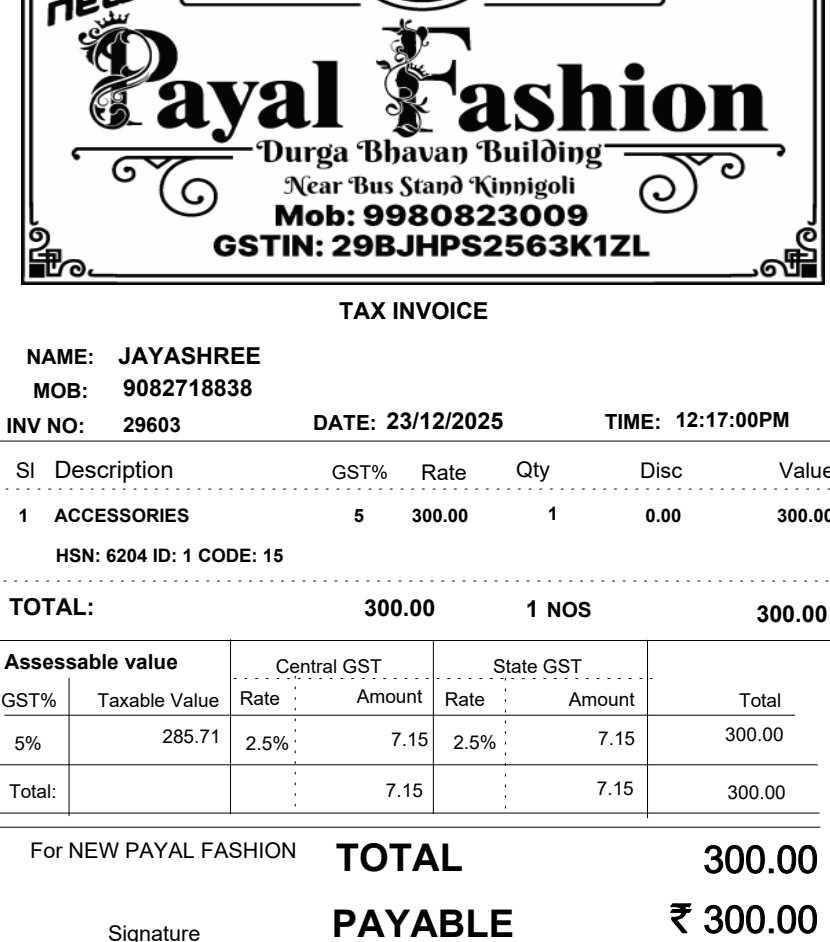 new
Payal Fashion
Durga Bhavan Building
Near Bus Stand Kinnigoli
Mob: 9980823009
GSTIN: 29BJHPS2563K1ZL
TAX INVOICE
NAME: JAYASHREE
MOB: 9082718838
INV NO: 29603 DATE: 23/12/2025 TIME: 12:17:00PM
Sl Description GST% Rate Qty Disc Value
1 ACCESSORIES 5 300.00 1 0.00 300.00
HSN: 6204 ID: 1 CODE: 15
TOTAL: 300.00 1 NOS 300.00
Assessable value Central GST State GST
GST% Taxable Value Rate Amount Rate Amount Total
5% 285.71 2.5% 7.15 2.5% 7.15 300.00
Total: 7.15 7.15 300.00
For NEW PAYAL FASHION TOTAL 300.00
Signature PAYABLE ₹ 300.00